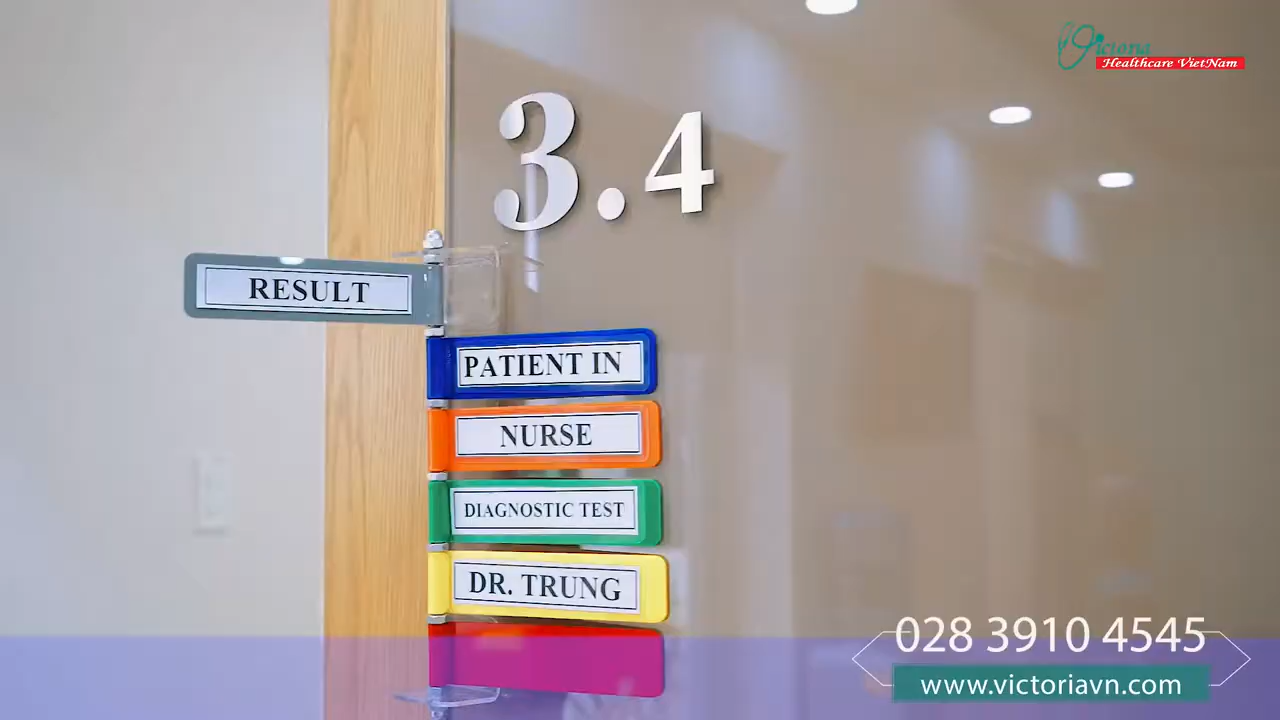 Victoria
Healthcare VietNam
3.4
RESULT
PATIENT IN
NURSE
DIAGNOSTIC TEST
DR. TRUNG
028 3910 4545
www.victoriavn.com